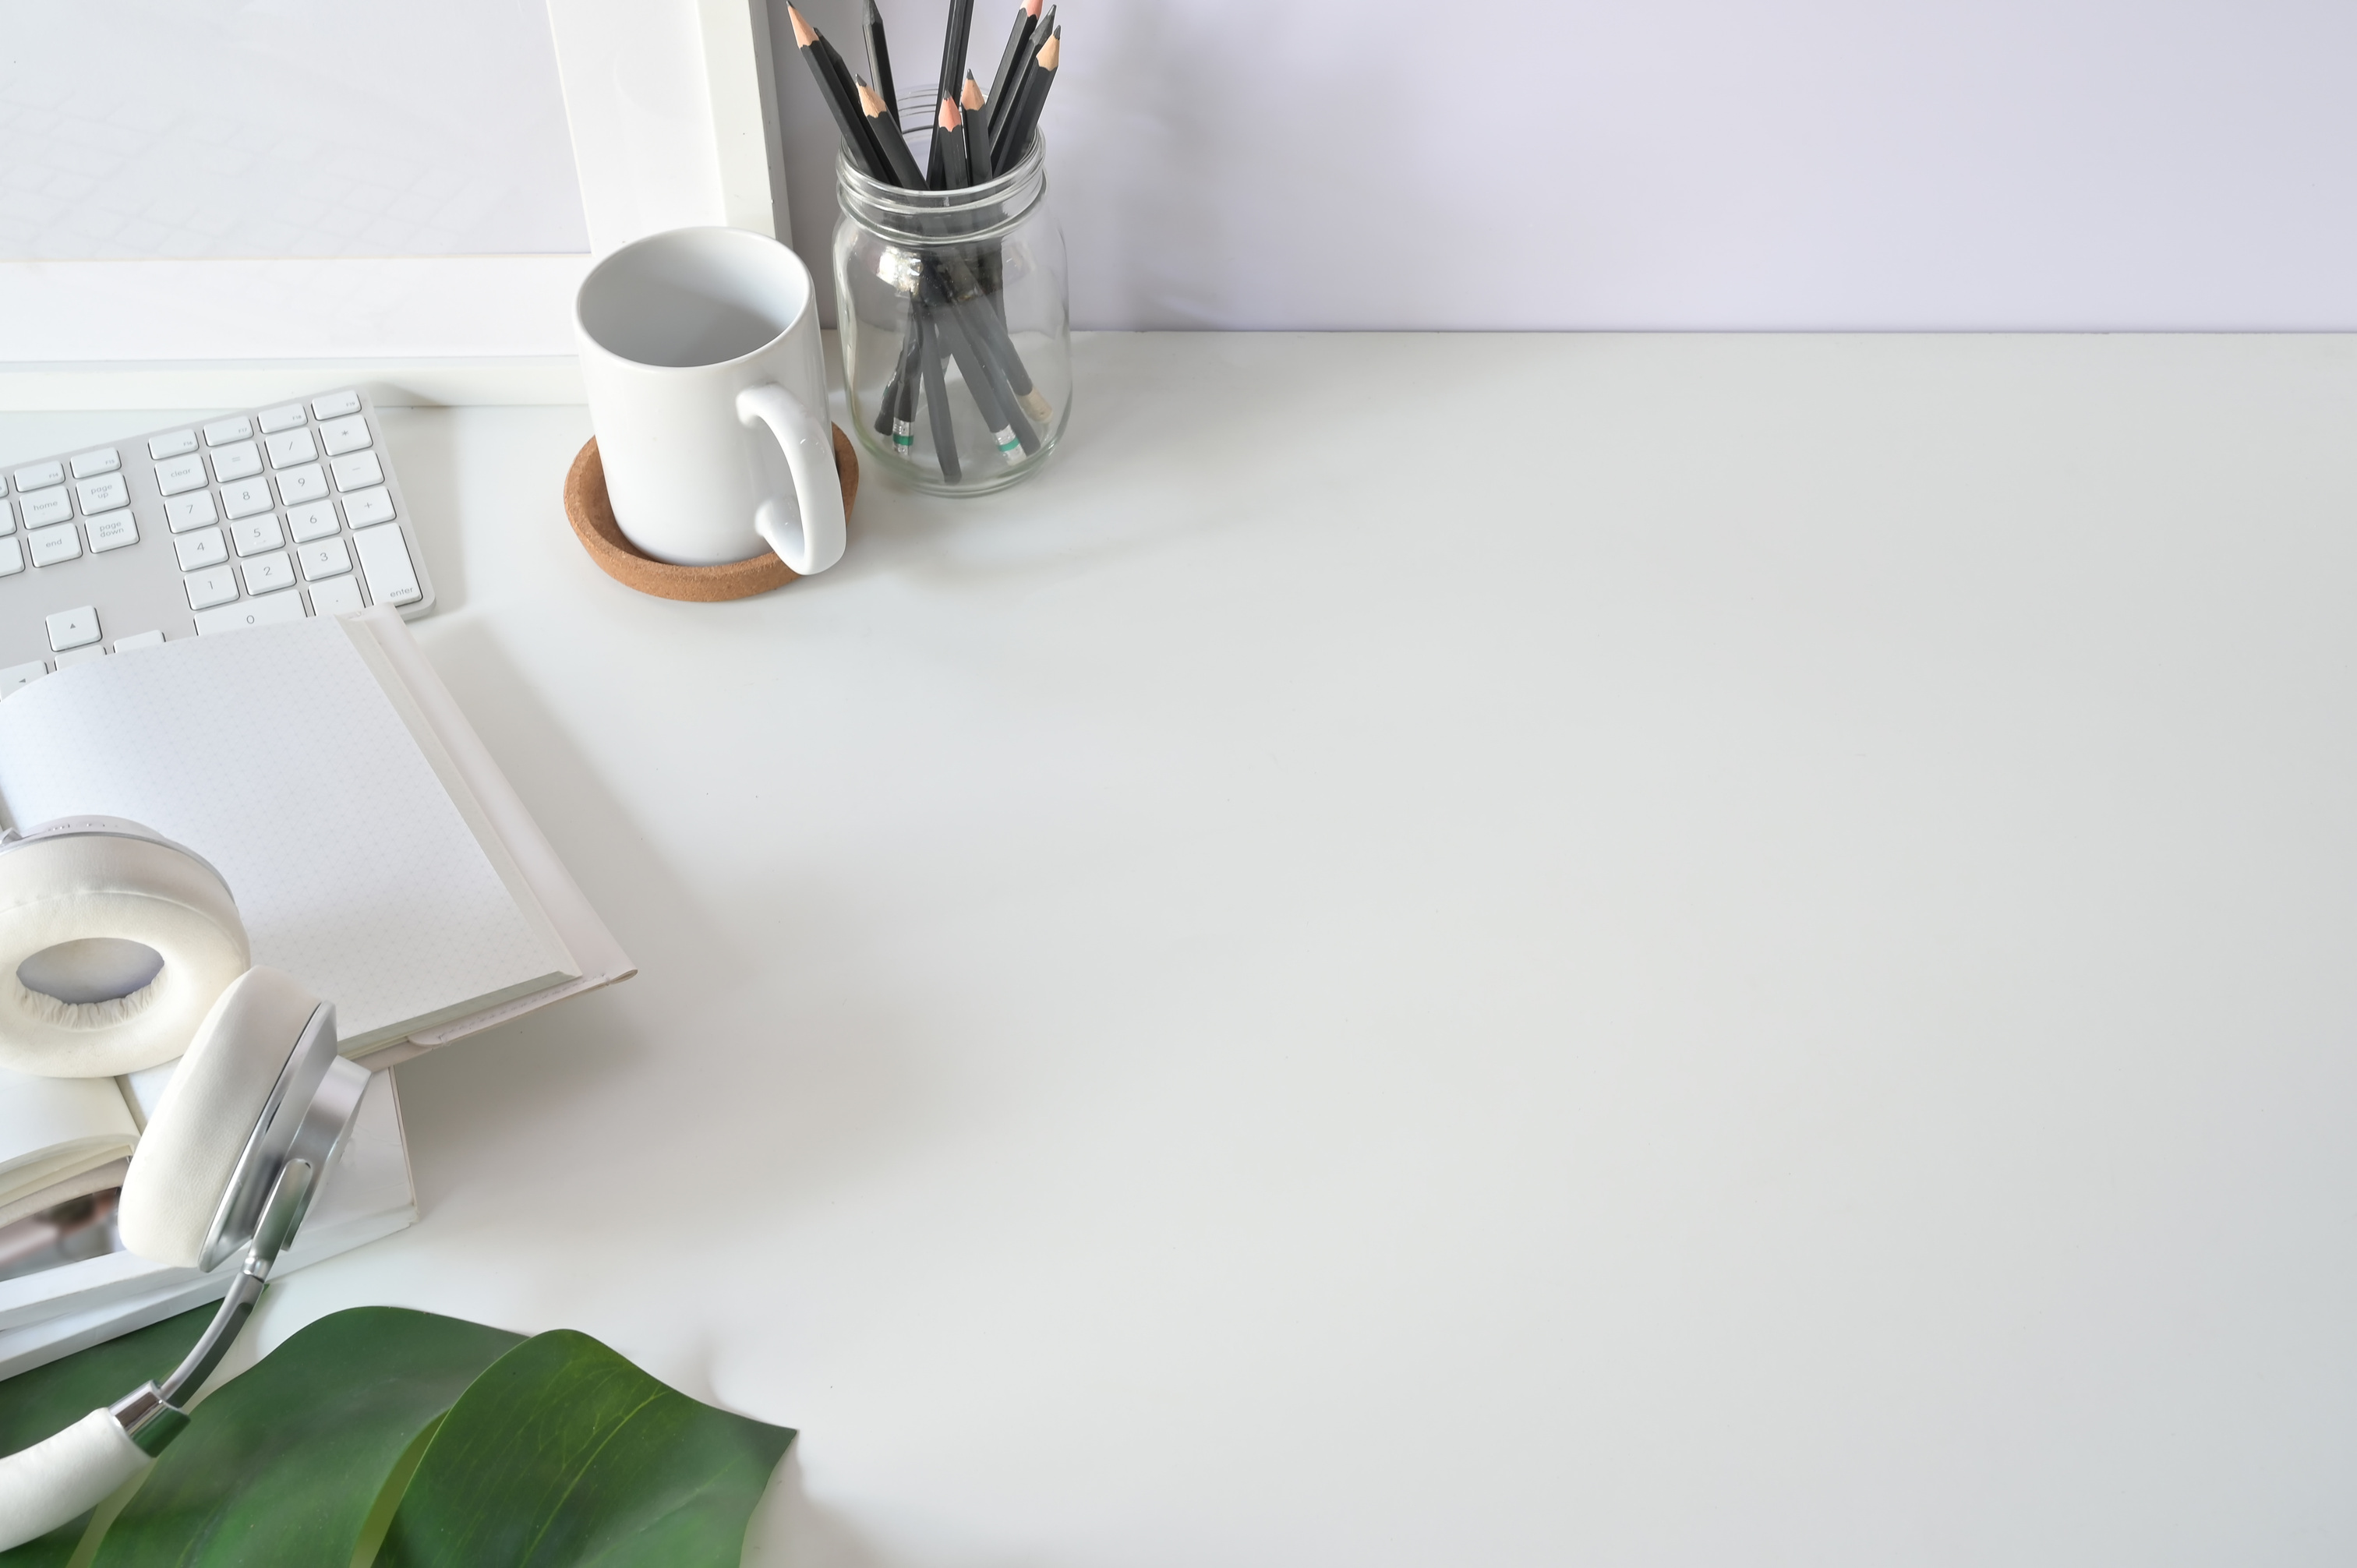 clear = / *
home page up 7 8 9 -
end page down 4 5 6 +
1 2 3 enter
0 .